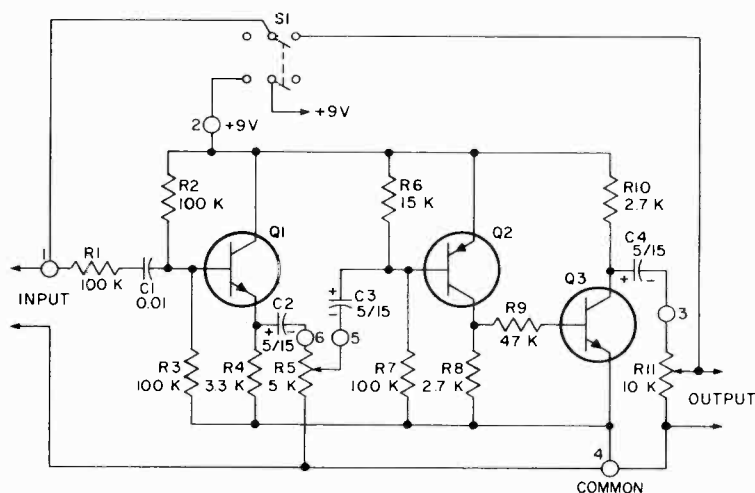 S1
+9V
2
+9V
R2
100 K
R6
15 K
R10
2.7 K
Q1
Q2
Q3
1
R1
100 K
INPUT
C1
0.01
C2
+ -
5/15
6
C3
+
-
5/15
5
R9
47 K
C4
5/15
+ -
3
R3
100 K
R4
3.3 K
R5
5 K
R7
100 K
R8
2.7 K
R11
10 K
OUTPUT
4
COMMON